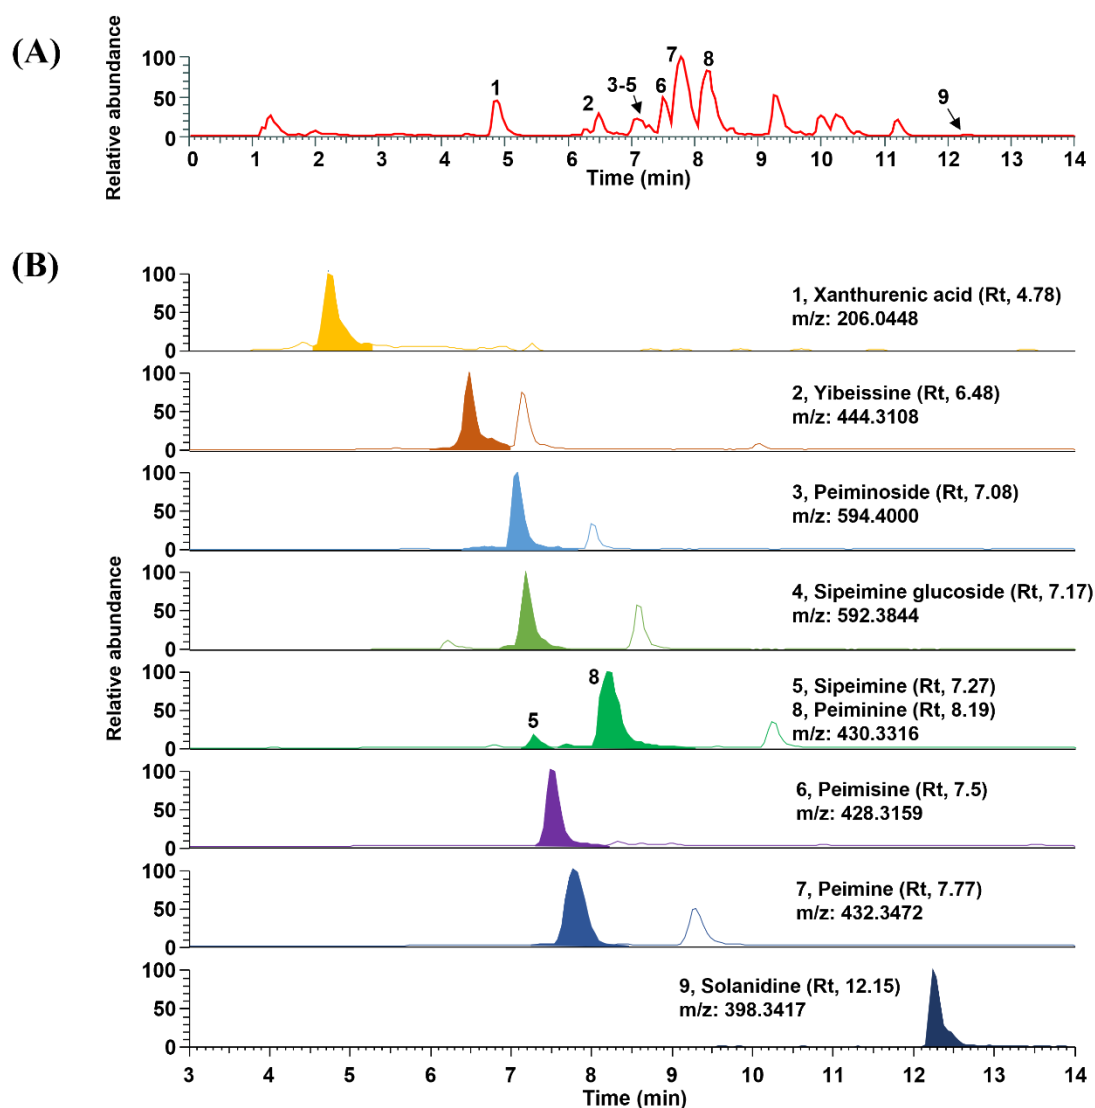 (A)
Relative abundance
100
50
0
1
2
3-5
6
7
8
9
0 1 2 3 4 5 6 7 8 9 10 11 12 13 14
Time (min)
(B)
Relative abundance
100
50
0
1, Xanthurenic acid (Rt, 4.78)
m/z: 206.0448
100
50
0
2, Yibeissine (Rt, 6.48)
m/z: 444.3108
100
50
0
3, Peiminoside (Rt, 7.08)
m/z: 594.4000
100
50
0
4, Sipeimine glucoside (Rt, 7.17)
m/z: 592.3844
100
50
0
5
8
5, Sipeimine (Rt, 7.27)
8, Peiminine (Rt, 8.19)
m/z: 430.3316
100
50
0
6, Peimisine (Rt, 7.5)
m/z: 428.3159
100
50
0
7, Peimine (Rt, 7.77)
m/z: 432.3472
100
50
0
9, Solanidine (Rt, 12.15)
m/z: 398.3417
3 4 5 6 7 8 9 10 11 12 13 14
Time (min)